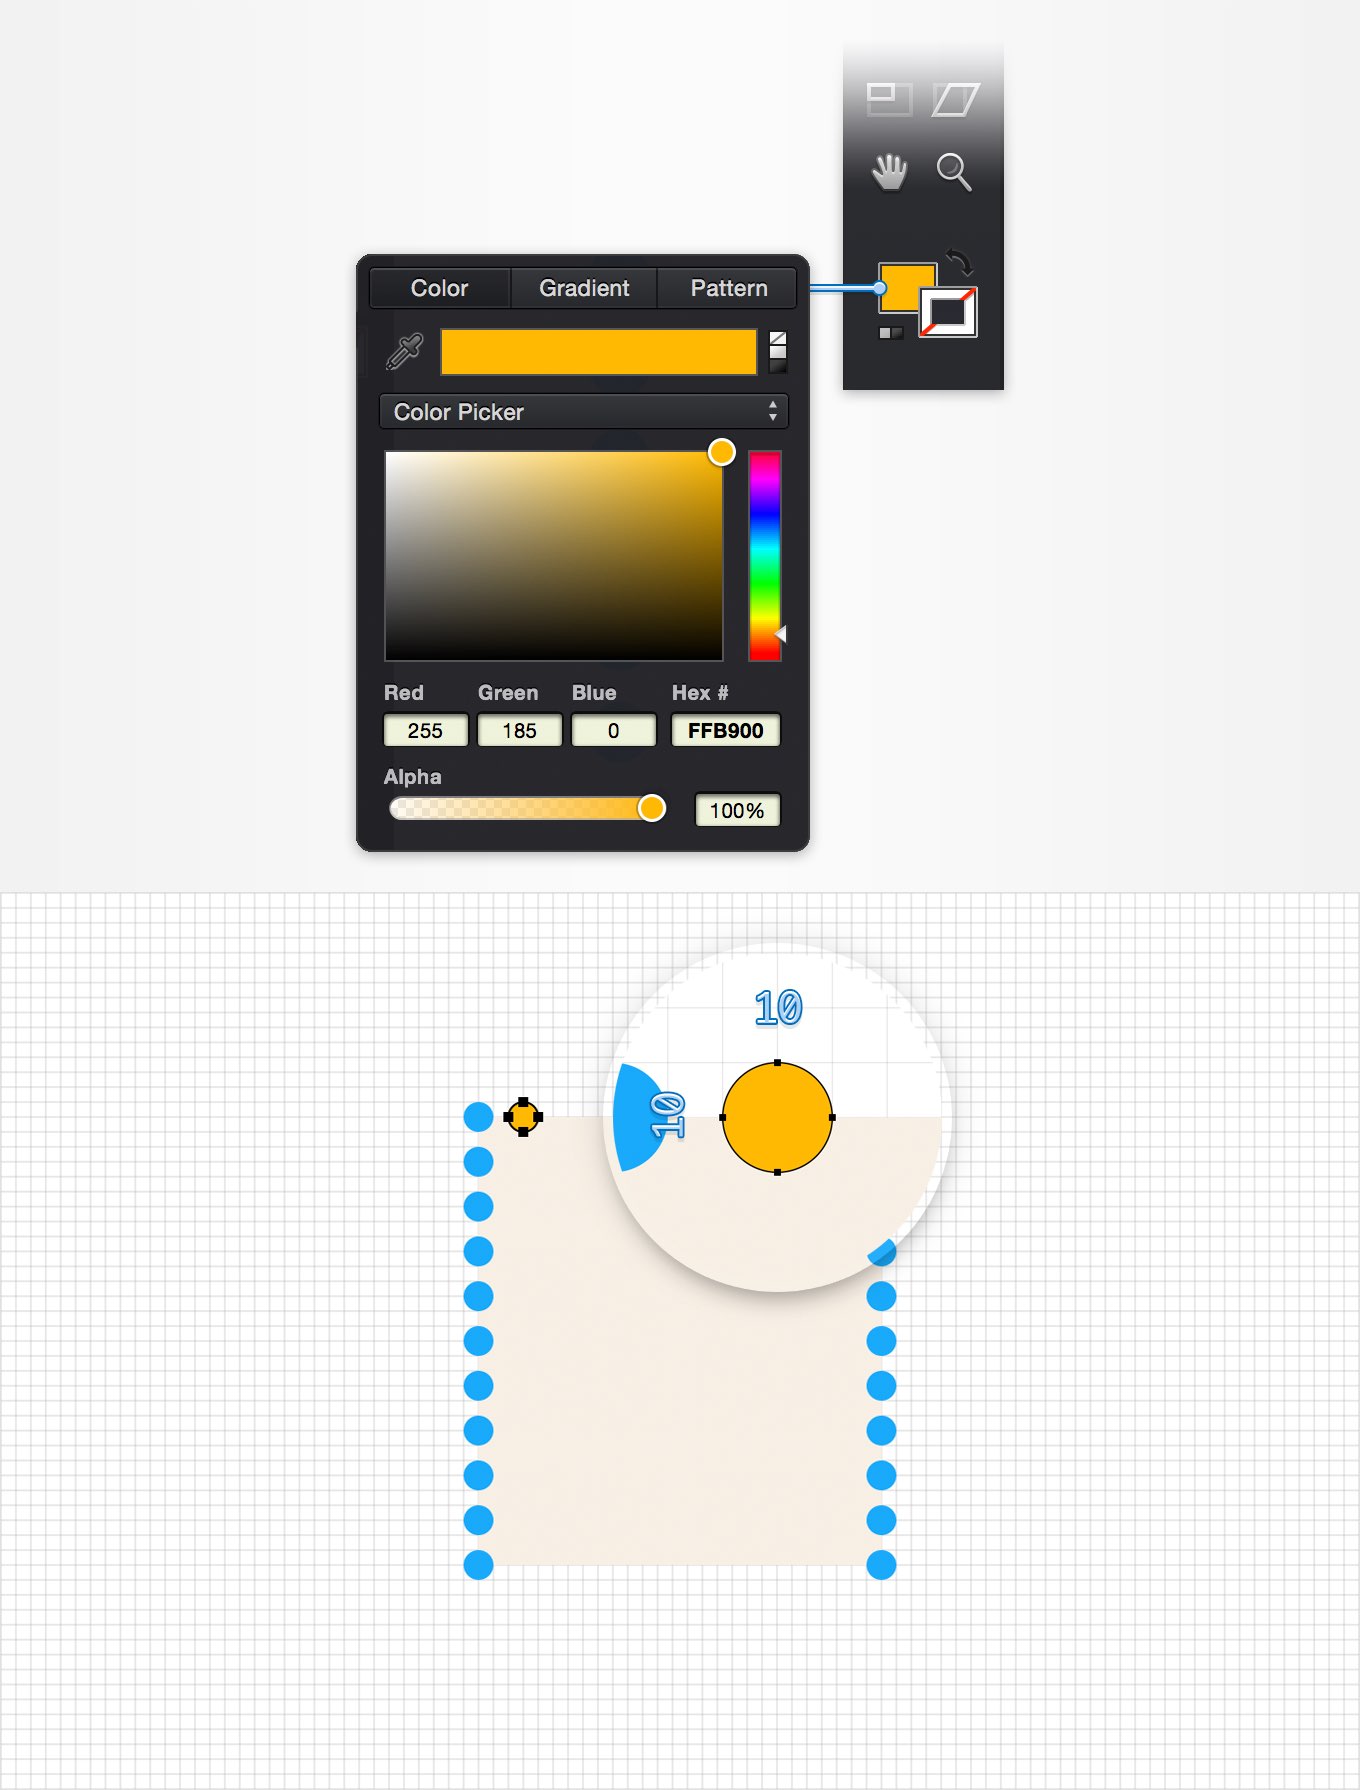 Color Gradient Pattern
Color Picker
Red Green Blue Hex #
255 185 0 FFB900
Alpha
100%
10
10